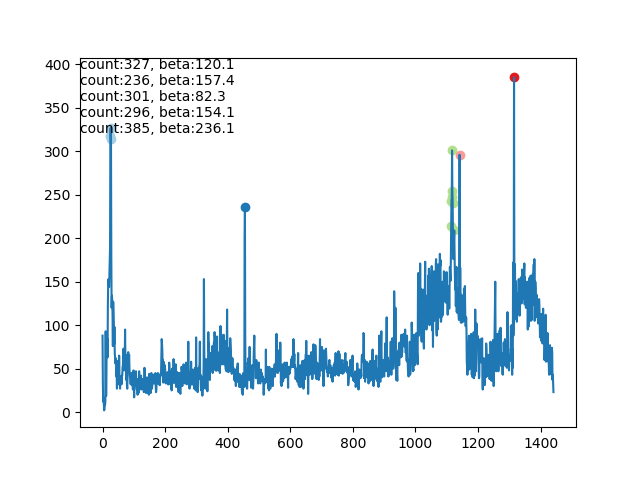 count:327, beta:120.1
count:236, beta:157.4
count:301, beta:82.3
count:296, beta:154.1
count:385, beta:236.1
400
350
300
250
200
150
100
50
0
0 200 400 600 800 1000 1200 1400